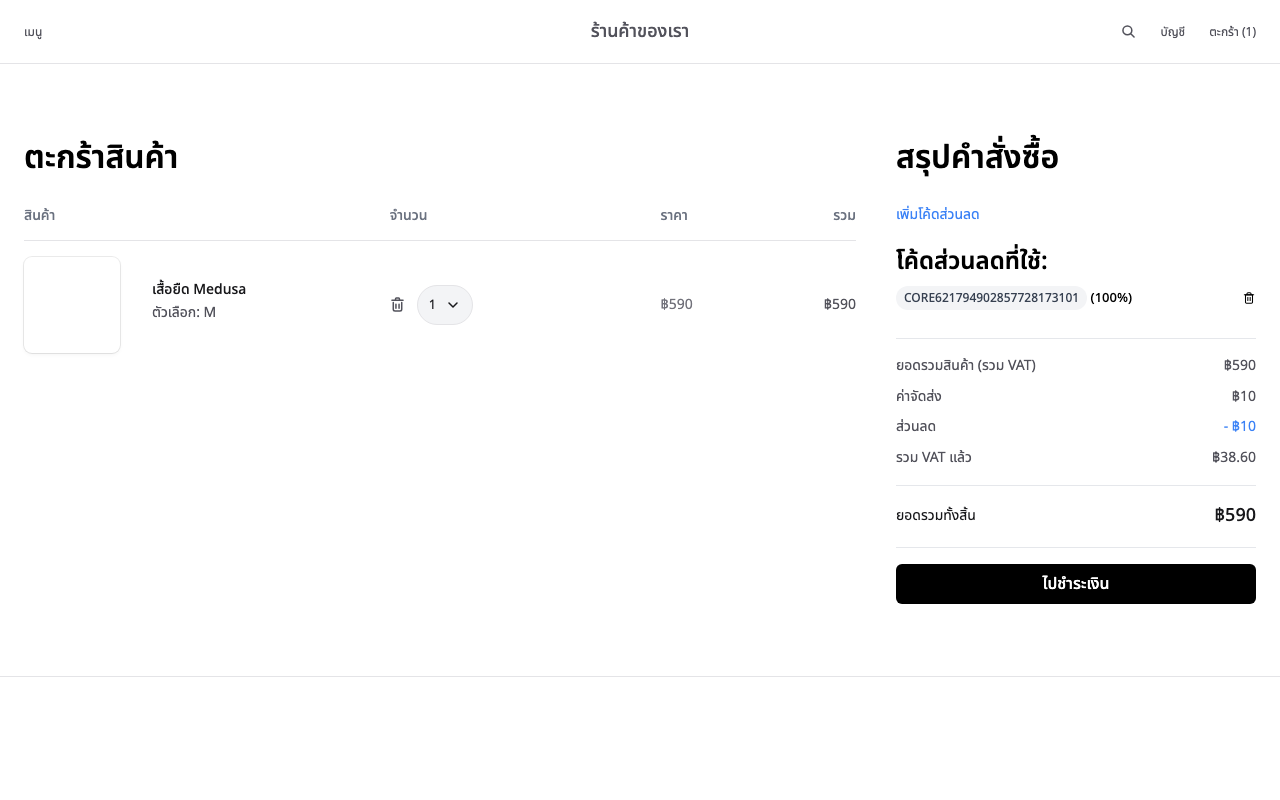 เมนู
ร้านค้าของเรา
บัญชี
ตะกร้า (1)
ตะกร้าสินค้า
สินค้า จำนวน ราคา รวม
เสื้อยืด Medusa
ตัวเลือก: M
1
฿590
฿590
สรุปคำสั่งซื้อ
เพิ่มโค้ดส่วนลด
โค้ดส่วนลดที่ใช้:
CORE621794902857728173101 (100%)
ยอดรวมสินค้า (รวม VAT) ฿590
ค่าจัดส่ง ฿10
ส่วนลด - ฿10
รวม VAT แล้ว ฿38.60
ยอดรวมทั้งสิ้น ฿590
ไปชำระเงิน